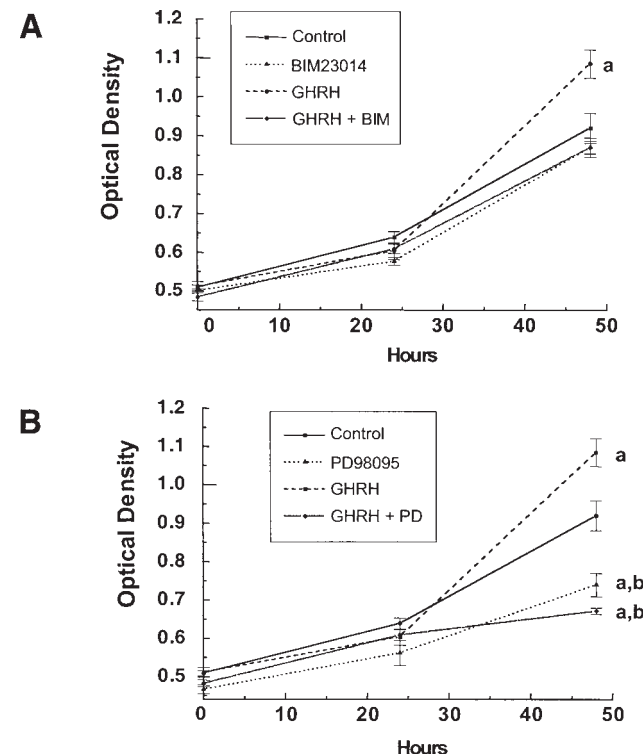 A
Optical Density
1.2
1.1
1.0
0.9
0.8
0.7
0.6
0.5
Control
BIM23014
GHRH
GHRH + BIM
a
0 10 20 30 40 50
Hours
B
Optical Density
1.2
1.1
1.0
0.9
0.8
0.7
0.6
0.5
Control
PD98095
GHRH
GHRH + PD
a
a,b
a,b
0 10 20 30 40 50
Hours